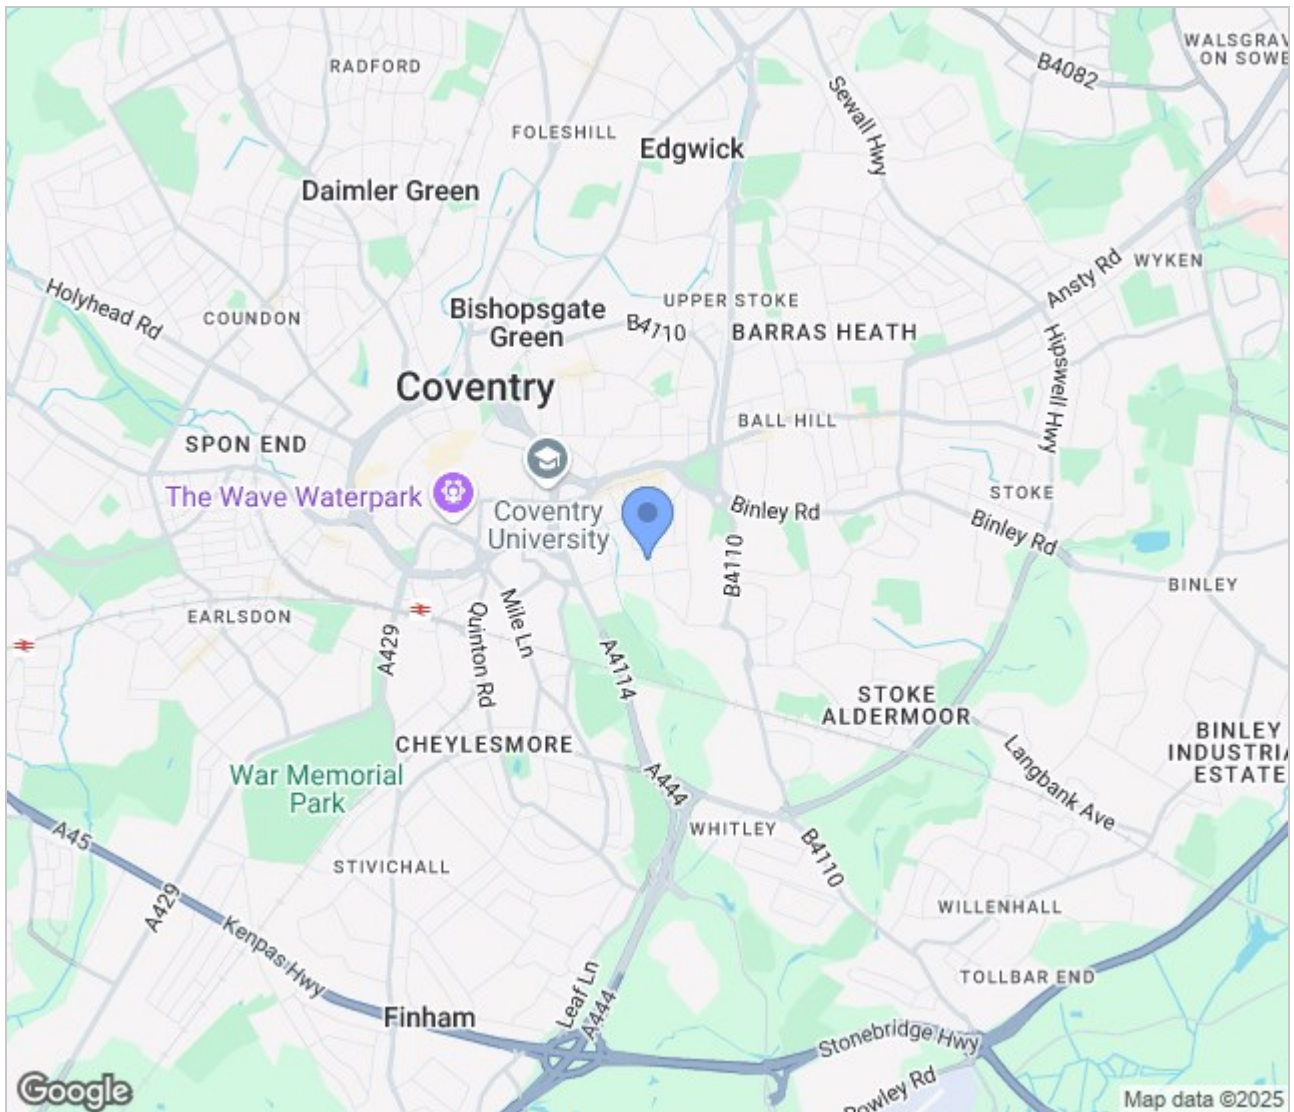 RADFORD
B4082
WALSGRAV
ON SOWE
Sewall Hwy
FOLESHILL
Edgwick
Daimler Green
Ansty Rd
WYKEN
Holyhead Rd
COUNDON
Bishopsgate
Green
UPPER STOKE
B4110
BARRAS HEATH
Hipswell Hwy
Coventry
BALL HILL
SPON END
The Wave Waterpark
Coventry
University
Binley Rd
STOKE
Binley Rd
B4110
BINLEY
EARLSDON
A429
Quinton Rd
Mile Ln
A4114
STOKE
ALDERMOOR
CHEYLESMORE
BINLEY
INDUSTRIA
ESTATE
Langbank Ave
War Memorial
Park
A444
WHITLEY
B4110
A45
STIVICHALL
A429
WILLENHALL
Kenpas Hwy
TOLLBAR END
Leaf Ln
A444
Finham
Stonebridge Hwy
Rowley Rd
Google
Map data ©2025